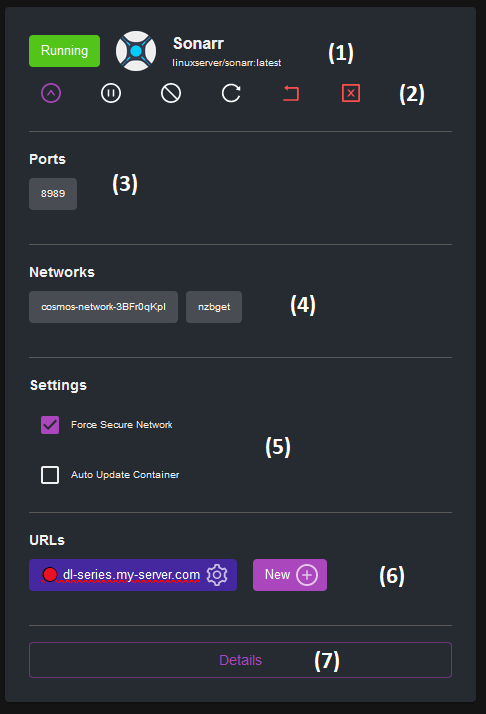 Running
Sonarr
linuxserver/sonarr:latest
(1)
(2)
Ports
8989
(3)
Networks
cosmos-network-3BFr0qKpI nzbget
(4)
Settings
Force Secure Network
(5)
Auto Update Container
URLs
dl-series.my-server.com New
(6)
Details (7)